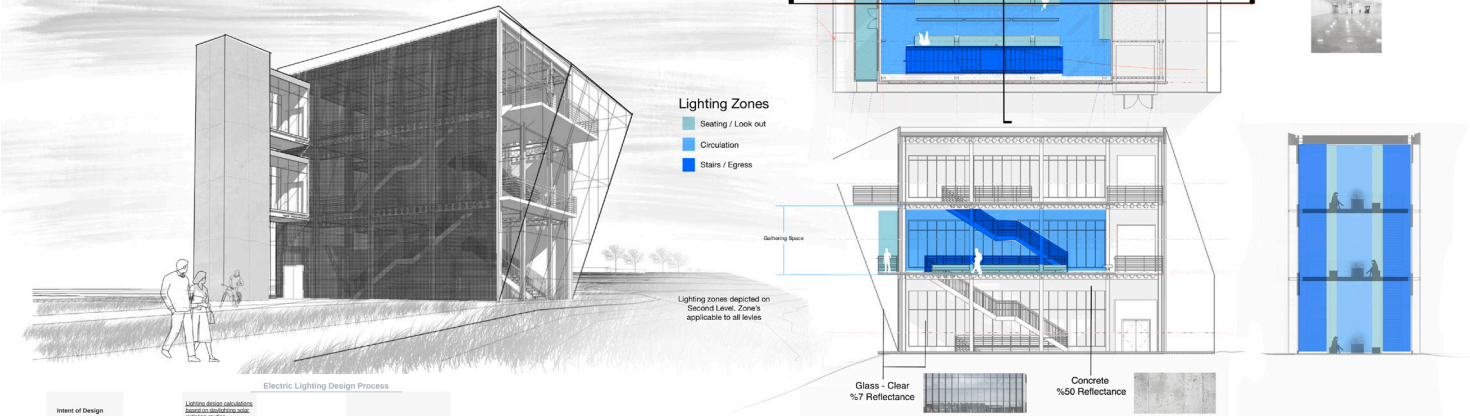 Lighting Zones
Seating / Look out
Circulation
Stairs / Egress
Gathering Space
Lighting zones depicted on
Second Level. Zone's
applicable to all levles
Glass - Clear
%7 Reflectance
Concrete
%50 Reflectance
Electric Lighting Design Process
Intent of Design
Lighting design calculations
based on daylighting solar